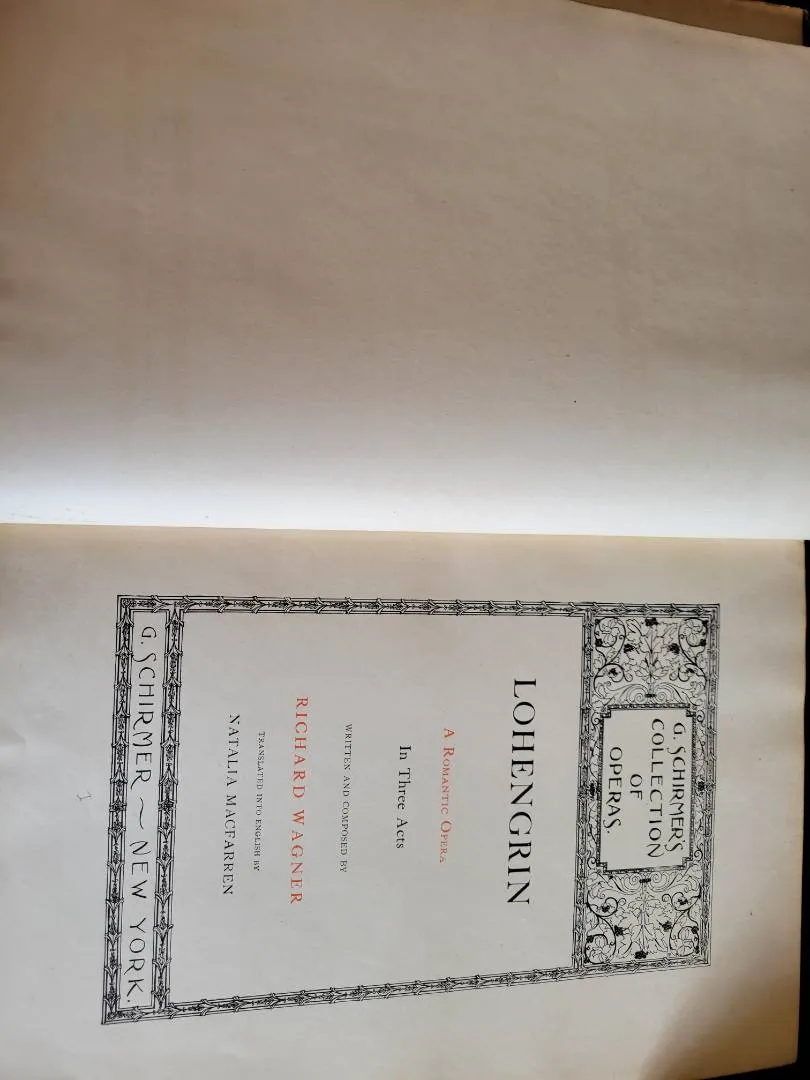 G. SCHIRMER'S
COLLECTION
OF
OPERAS.
LOHENGRIN
A ROMANTIC OPERA
In Three Acts
WRITTEN AND COMPOSED BY
RICHARD WAGNER
TRANSLATED INTO ENGLISH BY
NATALIA MACFARREN
G. SCHIRMER ~ NEW YORK.